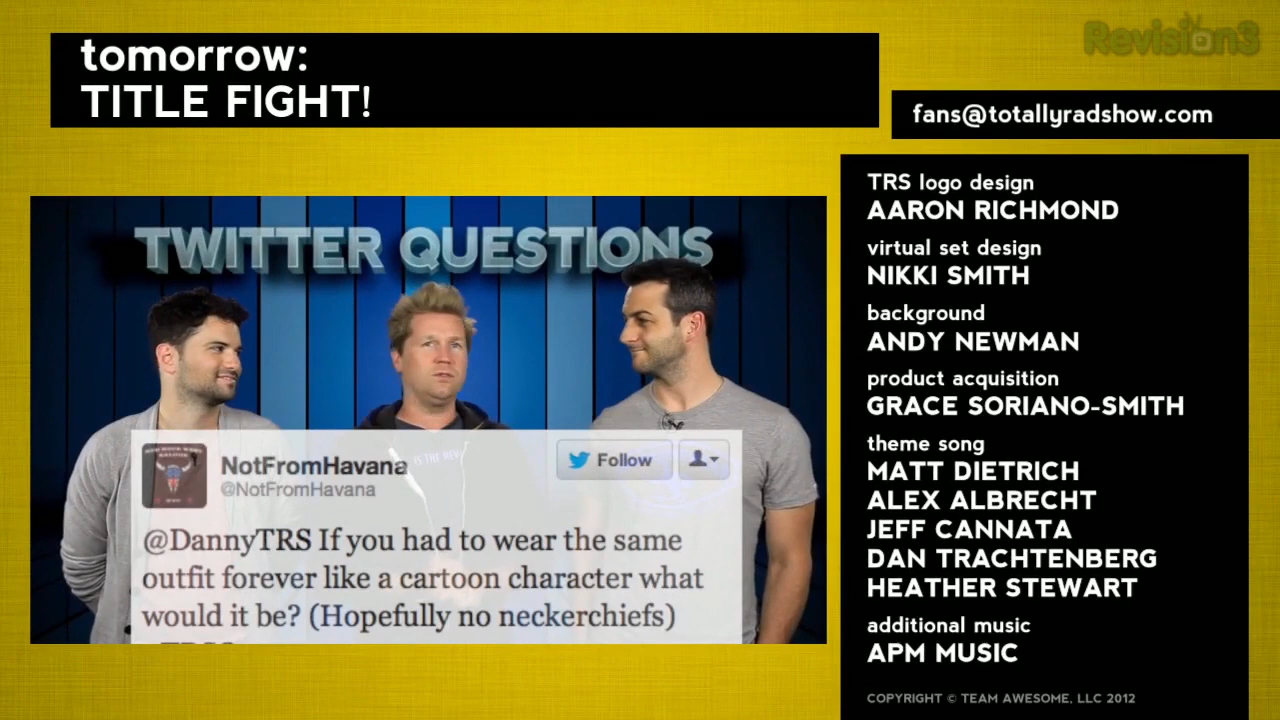 tomorrow:
TITLE FIGHT!
Revision3
fans@totallyradshow.com
TWITTER QUESTIONS
NotFromHavana
@NotFromHavana
Follow
@DannyTRS If you had to wear the same
outfit forever like a cartoon character what
would it be? (Hopefully no neckerchiefs)
TRS logo design
AARON RICHMOND
virtual set design
NIKKI SMITH
background
ANDY NEWMAN
product acquisition
GRACE SORIANO-SMITH
theme song
MATT DIETRICH
ALEX ALBRECHT
JEFF CANNATA
DAN TRACHTENBERG
HEATHER STEWART
additional music
APM MUSIC
COPYRIGHT © TEAM AWESOME, LLC 2012